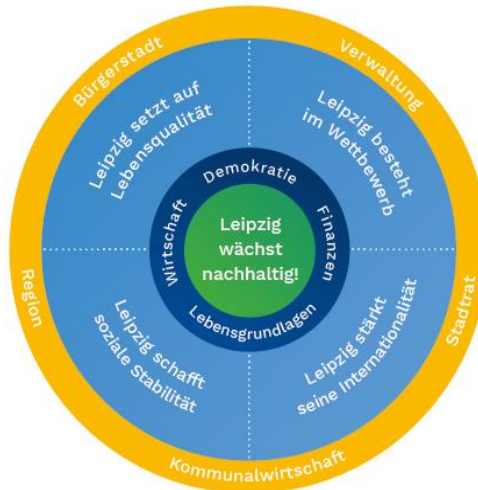 Bürgerstadt
Verwaltung
Leipzig setzt auf
Lebensqualität
Leipzig besteht
im Wettbewerb
Demokratie
Wirtschaft
Finanzen
Leipzig
wächst
nachhaltig!
Lebensgrundlagen
Region
Stadtrat
Leipzig schafft
soziale Stabilität
Leipzig stärkt
seine Internationalität
Kommunalwirtschaft